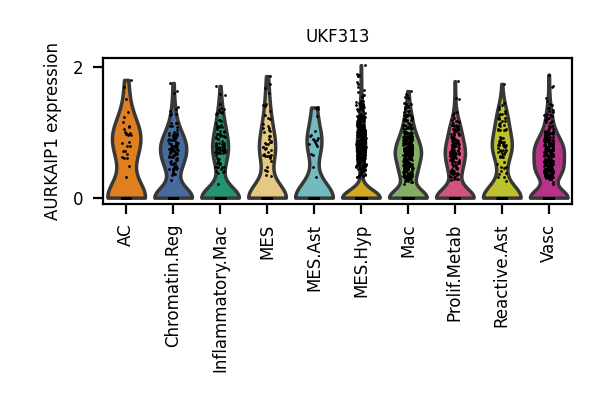 UKF313
AURKAIP1 expression
2
0
AC
Chromatin.Reg
Inflammatory.Mac
MES
MES.Ast
MES.Hyp
Mac
Prolif.Metab
Reactive.Ast
Vasc